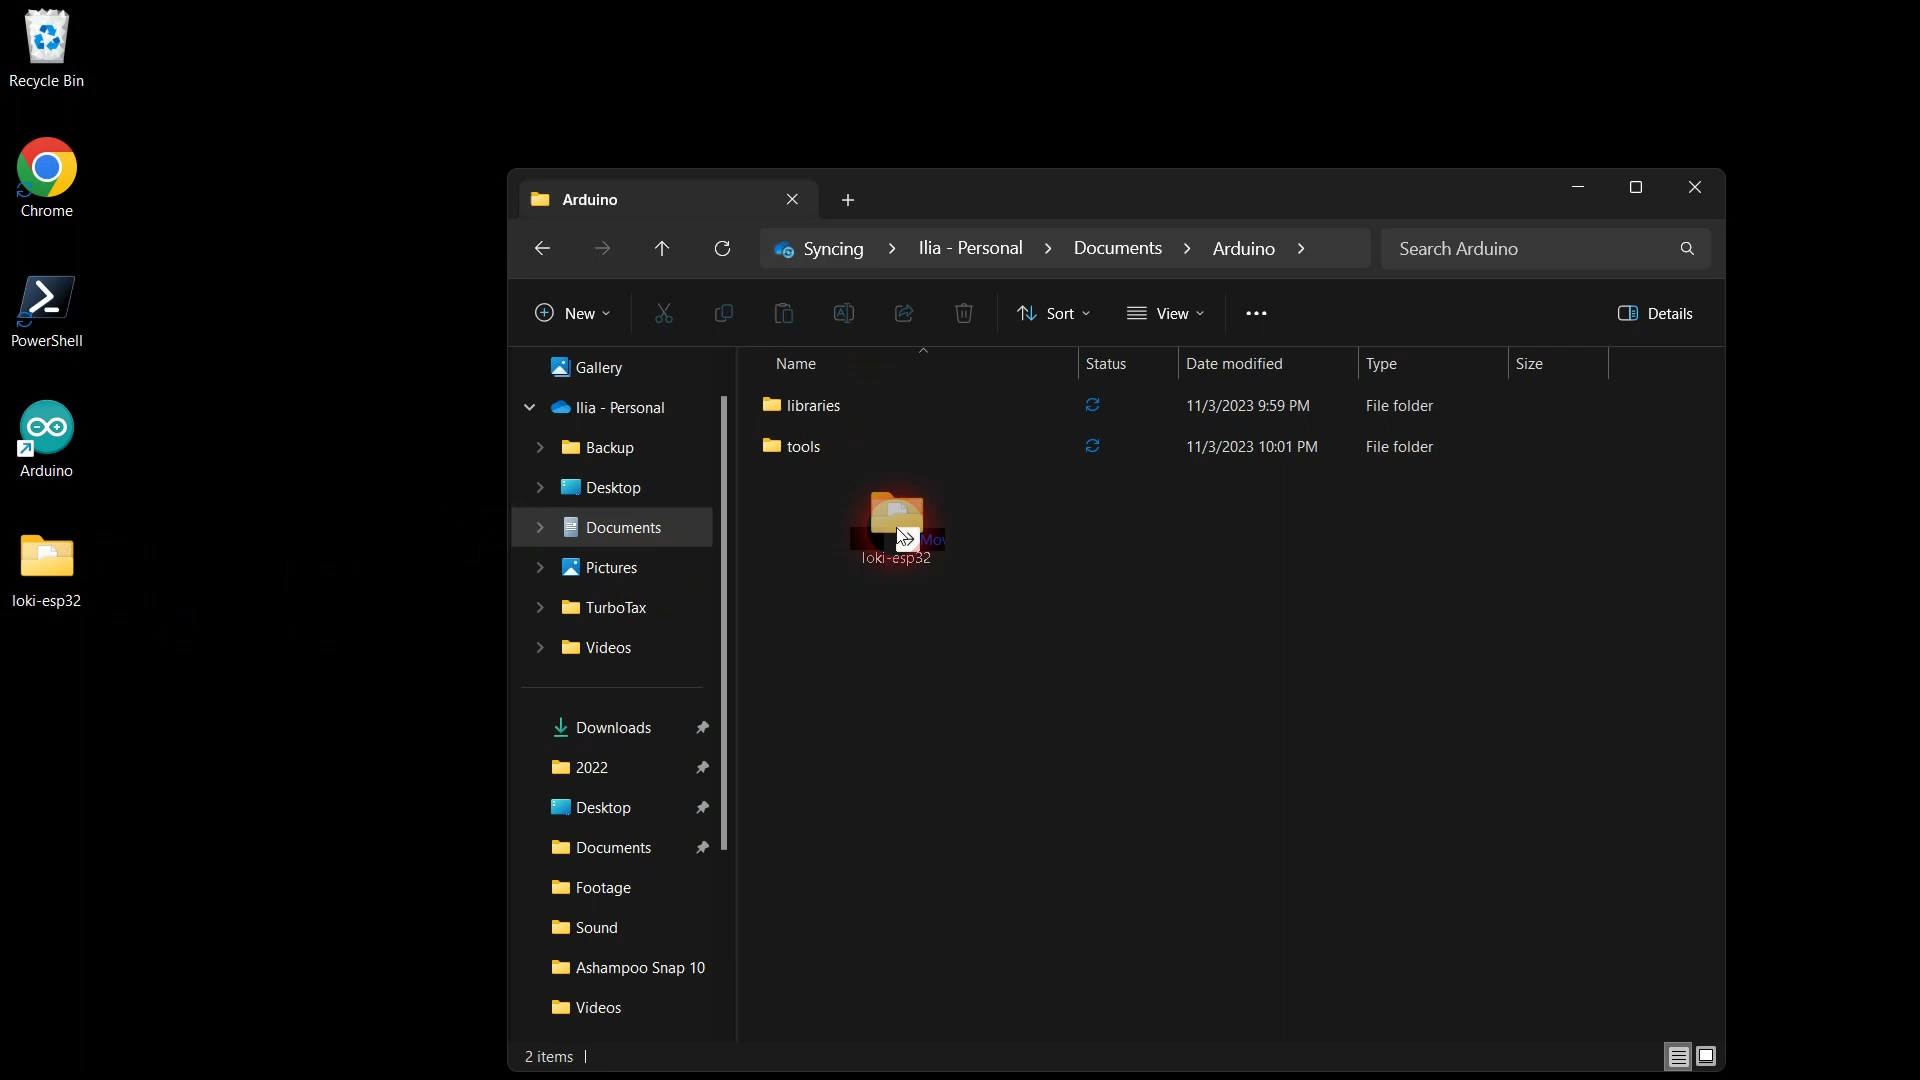 Recycle Bin
Chrome
PowerShell
Arduino
loki-esp32
Arduino
Syncing Ilia - Personal Documents Arduino
Search Arduino
New Sort View Details
Gallery
Ilia - Personal
Backup
Desktop
Documents
Pictures
TurboTax
Videos
Downloads
2022
Desktop
Documents
Footage
Sound
Ashampoo Snap 10
Videos
Name Status Date modified Type Size
libraries 11/3/2023 9:59 PM File folder
tools 11/3/2023 10:01 PM File folder
loki-esp32
2 items